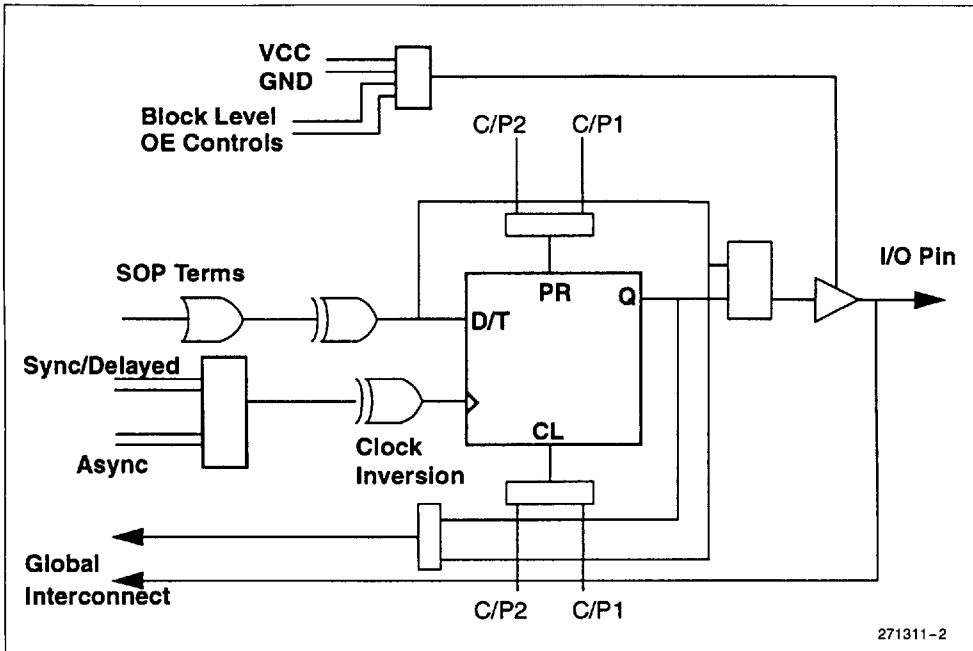 VCC
GND
Block Level
OE Controls
C/P2
C/P1
SOP Terms
I/O Pin
PR
Q
D/T
Sync/Delayed
CL
Async
Clock
Inversion
Global
Interconnect
C/P2
C/P1
271311-2